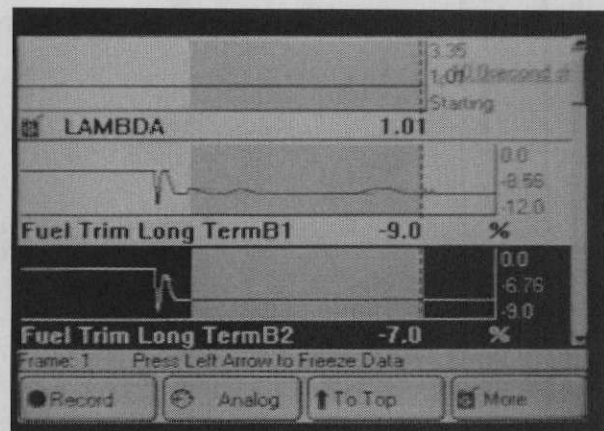 3.35
1.01
Starting
LAMBDA 1.01
0.0
-8.56
-12.0
Fuel Trim Long TermB1 -9.0 %
0.0
-6.76
-9.0
Fuel Trim Long TermB2 -7.0 %
Frame: 1 Press Left Arrow to Freeze Data
Record Analog To Top More